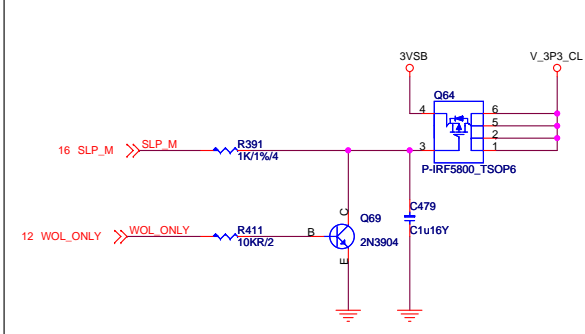 3VSB V_3P3_CL
Q64
4 6
5
2
3 1
P-IRF5800_TSOP6
16 SLP_M SLP_M R391
1K/1%/4
C479
C1u16Y
12 WOL_ONLY WOL_ONLY R411
10KR/2
B C E
Q69
2N3904